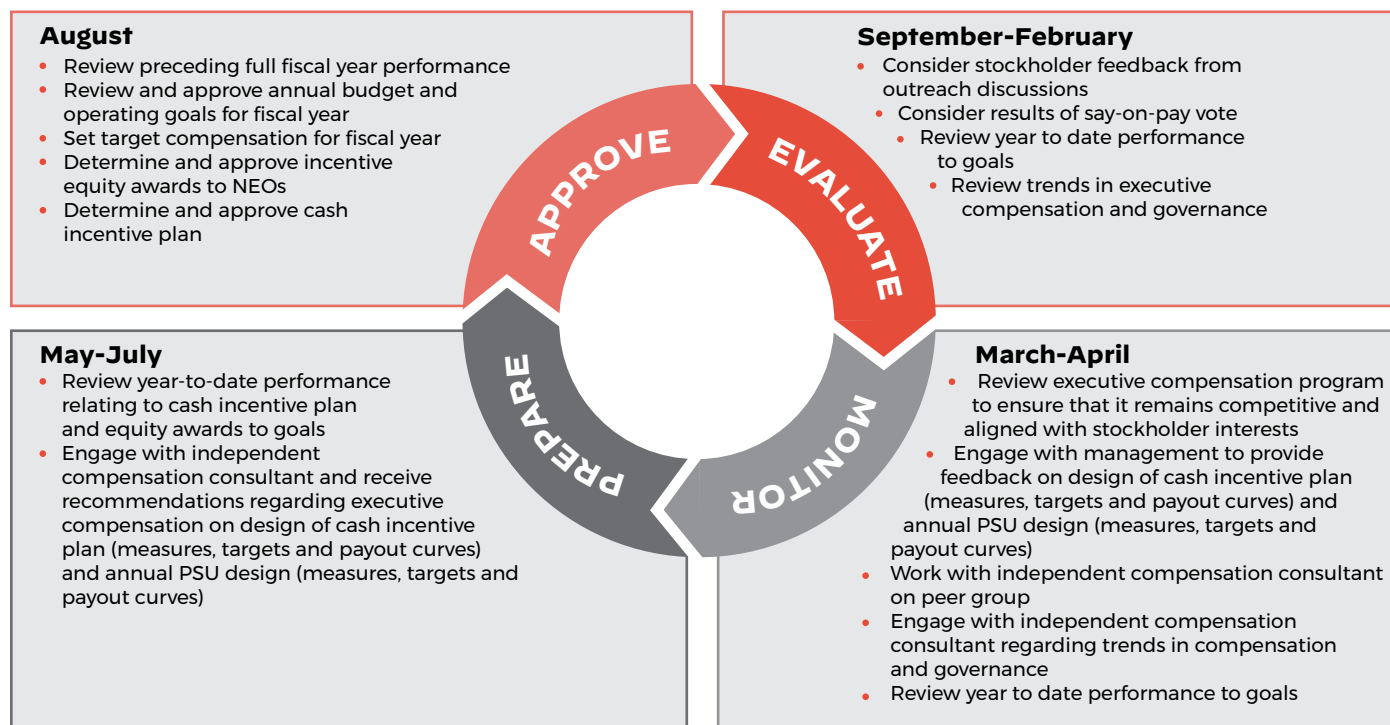 August
• Review preceding full fiscal year performance
• Review and approve annual budget and
operating goals for fiscal year
• Set target compensation for fiscal year
• Determine and approve incentive
equity awards to NEOs
• Determine and approve cash
incentive plan
APPROVE
September-February
• Consider stockholder feedback from
outreach discussions
• Consider results of say-on-pay vote
• Review year to date performance
to goals
• Review trends in executive
compensation and governance
EVALUATE
May-July
• Review year-to-date performance
relating to cash incentive plan
and equity awards to goals
• Engage with independent
compensation consultant and receive
recommendations regarding executive
compensation on design of cash incentive
plan (measures, targets and payout curves)
and annual PSU design (measures, targets and
payout curves)
PREPARE
March-April
• Review executive compensation program
to ensure that it remains competitive and
aligned with stockholder interests
• Engage with management to provide
feedback on design of cash incentive plan
(measures, targets and payout curves) and
annual PSU design (measures, targets and
payout curves)
• Work with independent compensation consultant
on peer group
• Engage with independent compensation
consultant regarding trends in compensation
and governance
• Review year to date performance to goals
MONITOR